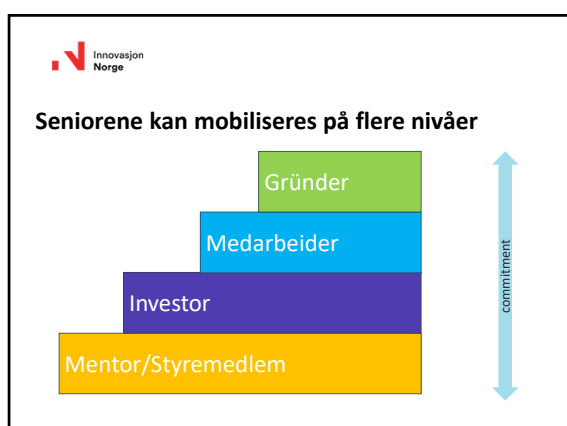 Innovasjon
Norge
Seniorene kan mobiliseres på flere nivåer
Gründer
Medarbeider
Investor
Mentor/Styremedlem
commitment